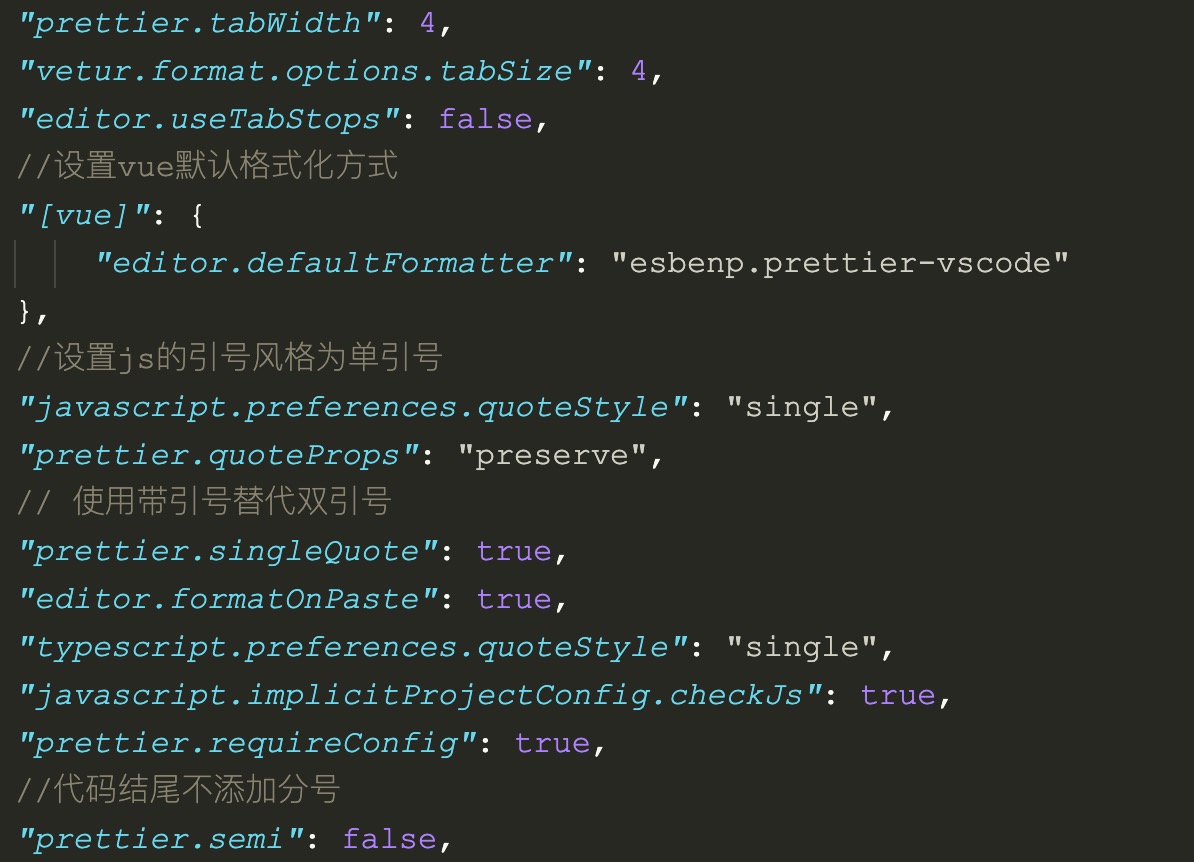 "prettier.tabWidth": 4,
"vetur.format.options.tabSize": 4,
"editor.useTabStops": false,
//设置vue默认格式化方式
"[vue]": {
"editor.defaultFormatter": "esbenp.prettier-vscode"
},
//设置js的引号风格为单引号
"javascript.preferences.quoteStyle": "single",
"prettier.quoteProps": "preserve",
// 使用带引号替代双引号
"prettier.singleQuote": true,
"editor.formatOnPaste": true,
"typescript.preferences.quoteStyle": "single",
"javascript.implicitProjectConfig.checkJs": true,
"prettier.requireConfig": true,
//代码结尾不添加分号
"prettier.semi": false,